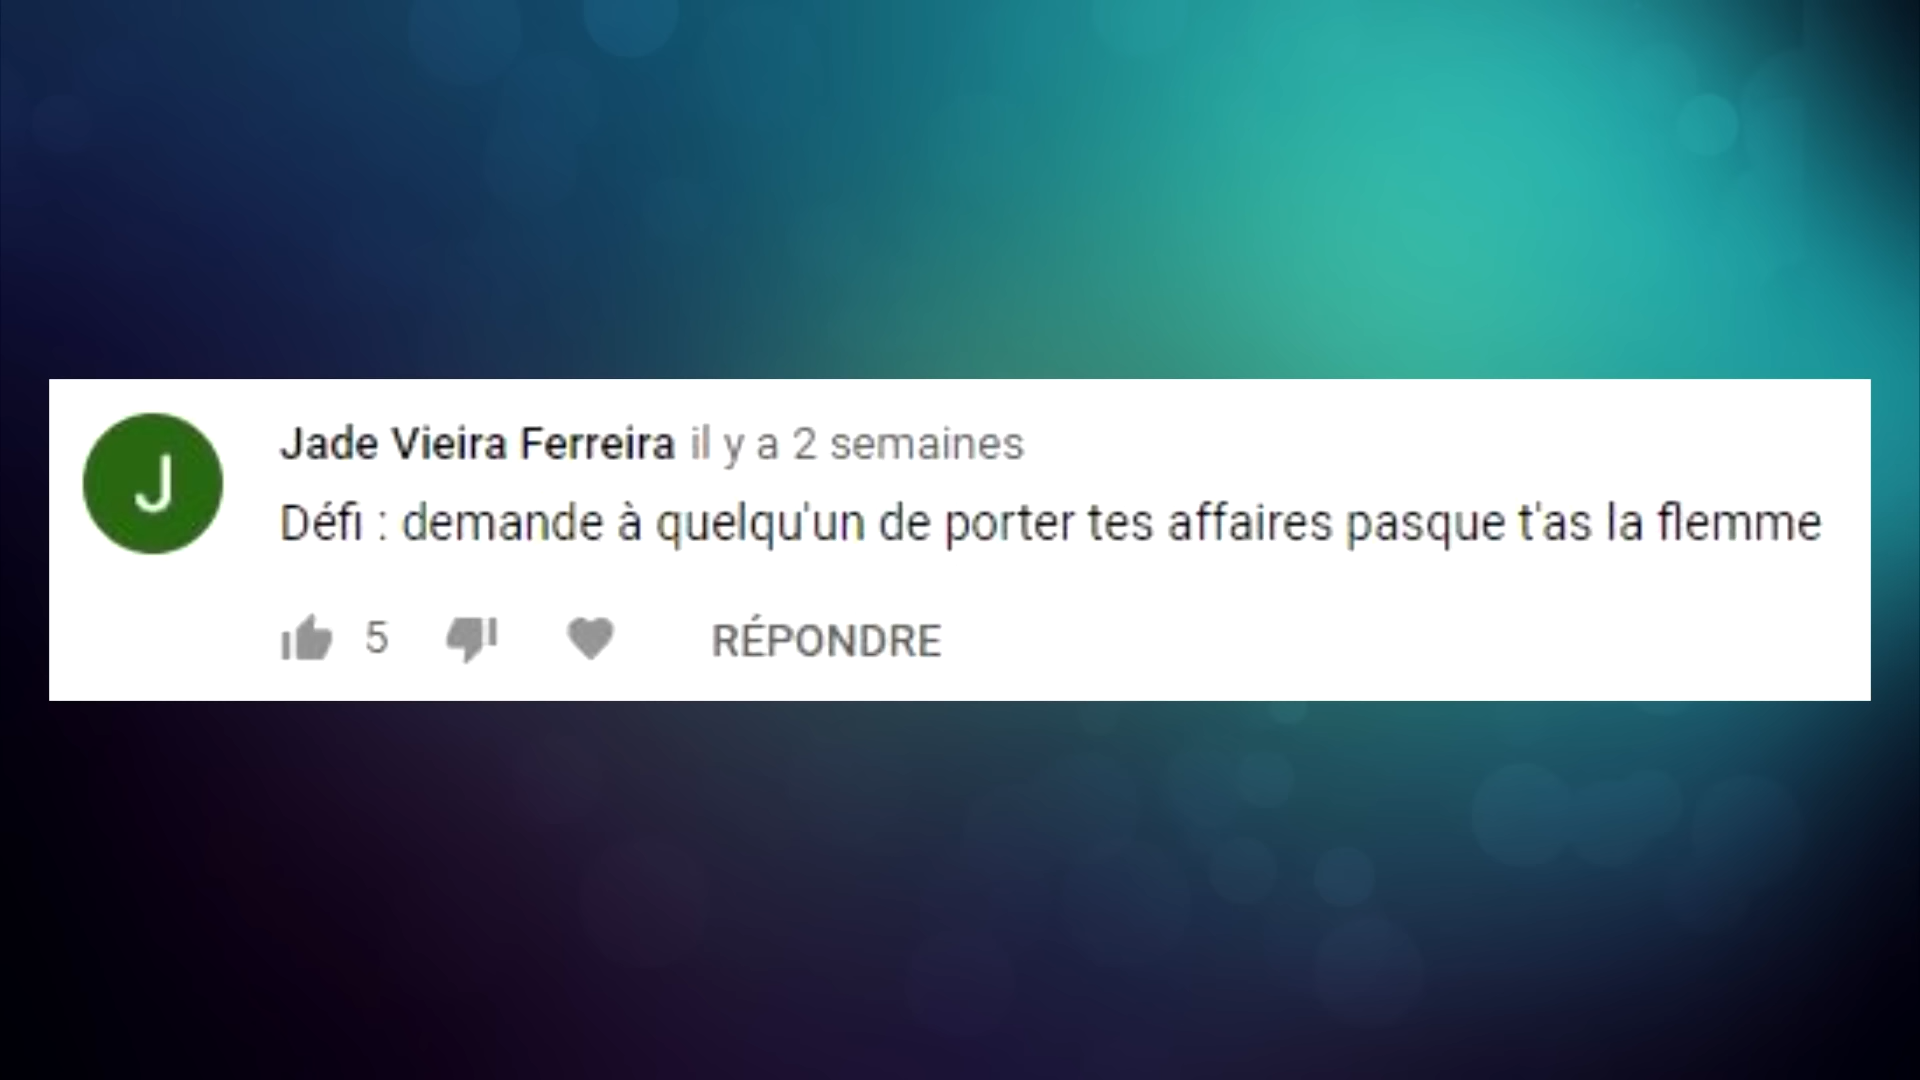 J
Jade Vieira Ferreira il y a 2 semaines
Défi : demande à quelqu'un de porter tes affaires pasque t'as la flemme
5 RÉPONDRE